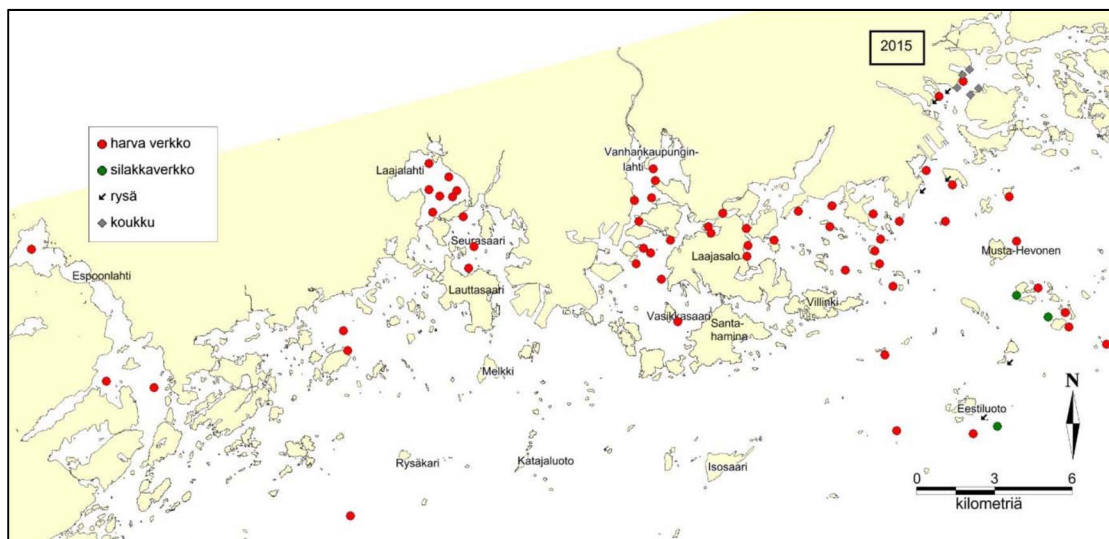 2015
harva verkko
silakkaverkko
rysä
koukku
Laajalahti
Vanhankaupungin-
lahti
Seurasaari
Laajasalo
Musta-Hevonen
Espoonlahti
Lauttasaari
Villinki
Vasikkasaari
Santa-
hamina
Melkki
N
Eestiluoto
Rysäkari
Katajaluoto
Isosaari
0 3 6
kilometriä